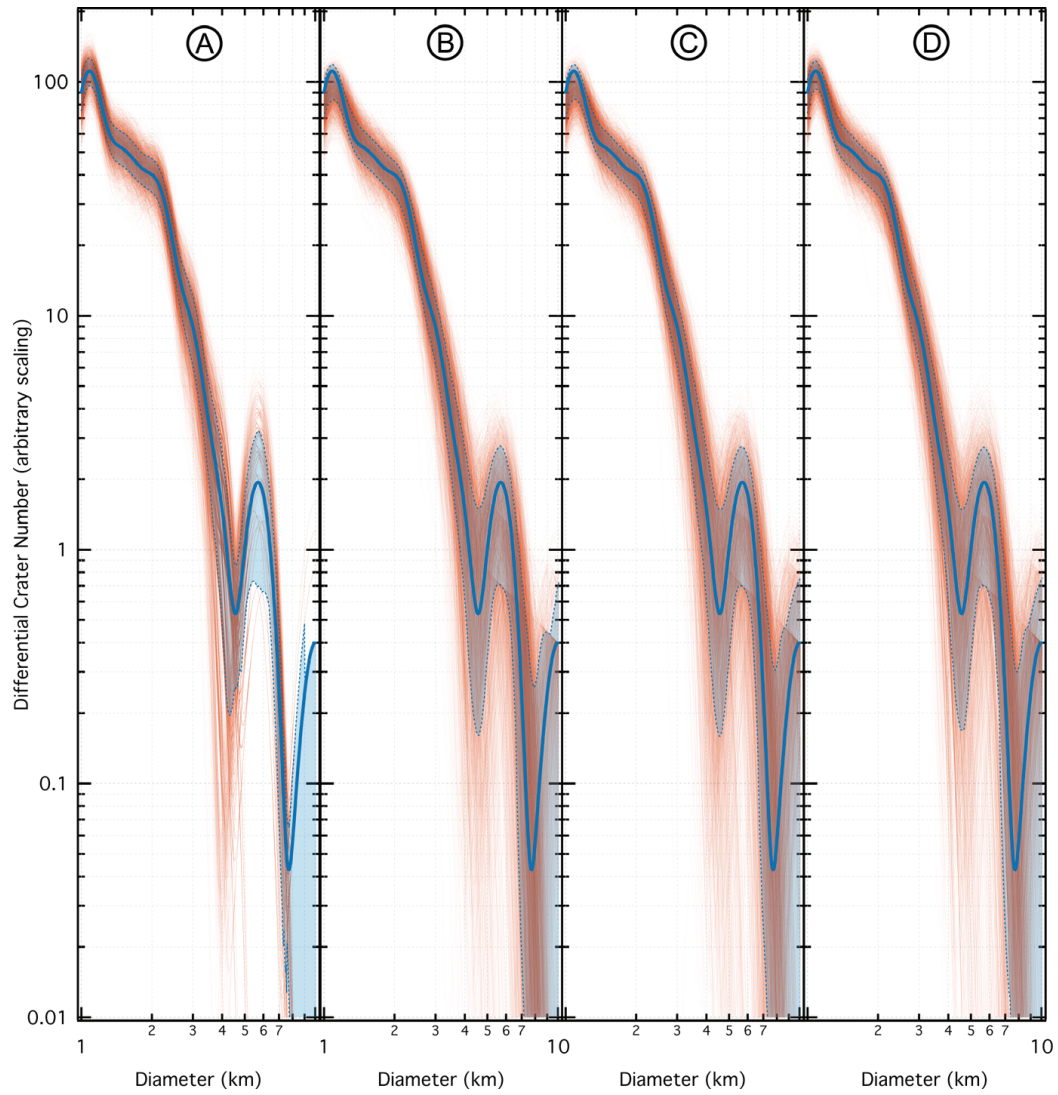 A B C D
100
10
1
0.1
0.01
Differential Crater Number (arbitrary scaling)
2 3 4 5 6 7 2 3 4 5 6 7 2 3 4 5 6 7 2 3 4 5 6 7
1 1 10 10
Diameter (km) Diameter (km) Diameter (km) Diameter (km)